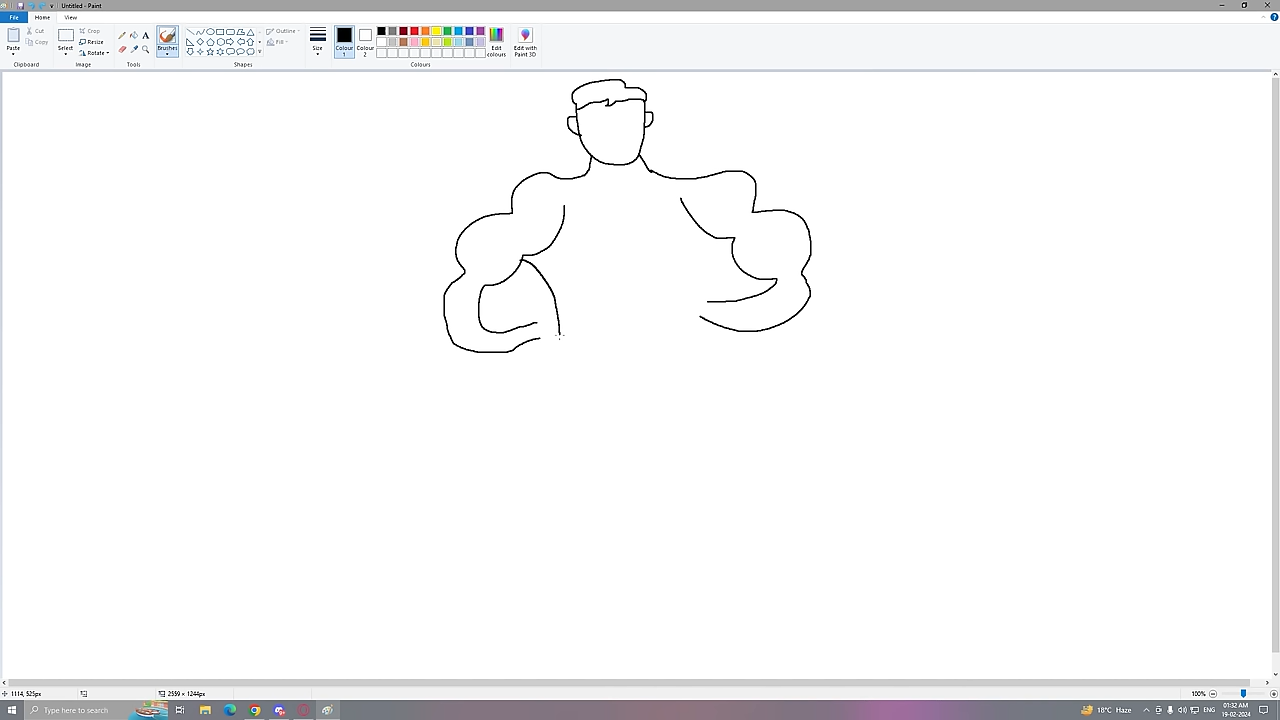 Untitled - Paint
File Home View
Paste Cut Copy Select Crop Resize Rotate A Brushes Outline Fill Size Colour 1 Colour 2 Edit colours Edit with Paint 3D
Clipboard Image Tools Shapes Colours
1114, 525px 2559 × 1244px 100%
Type here to search 18°C Haze ENG 01:32 AM
19-02-2024